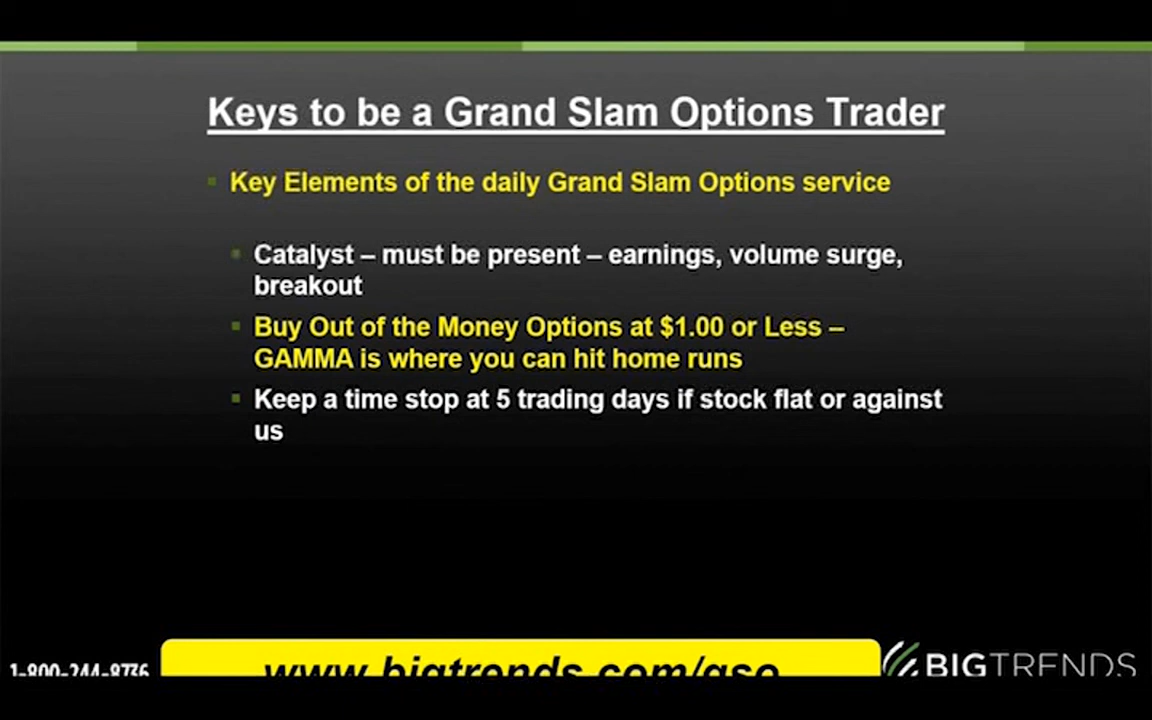 Keys to be a Grand Slam Options Trader
Key Elements of the daily Grand Slam Options service
Catalyst – must be present – earnings, volume surge,
breakout
Buy Out of the Money Options at $1.00 or Less –
GAMMA is where you can hit home runs
Keep a time stop at 5 trading days if stock flat or against
us
1-800-244-8736
www.bigtrends.com/gso
BIGTRENDS